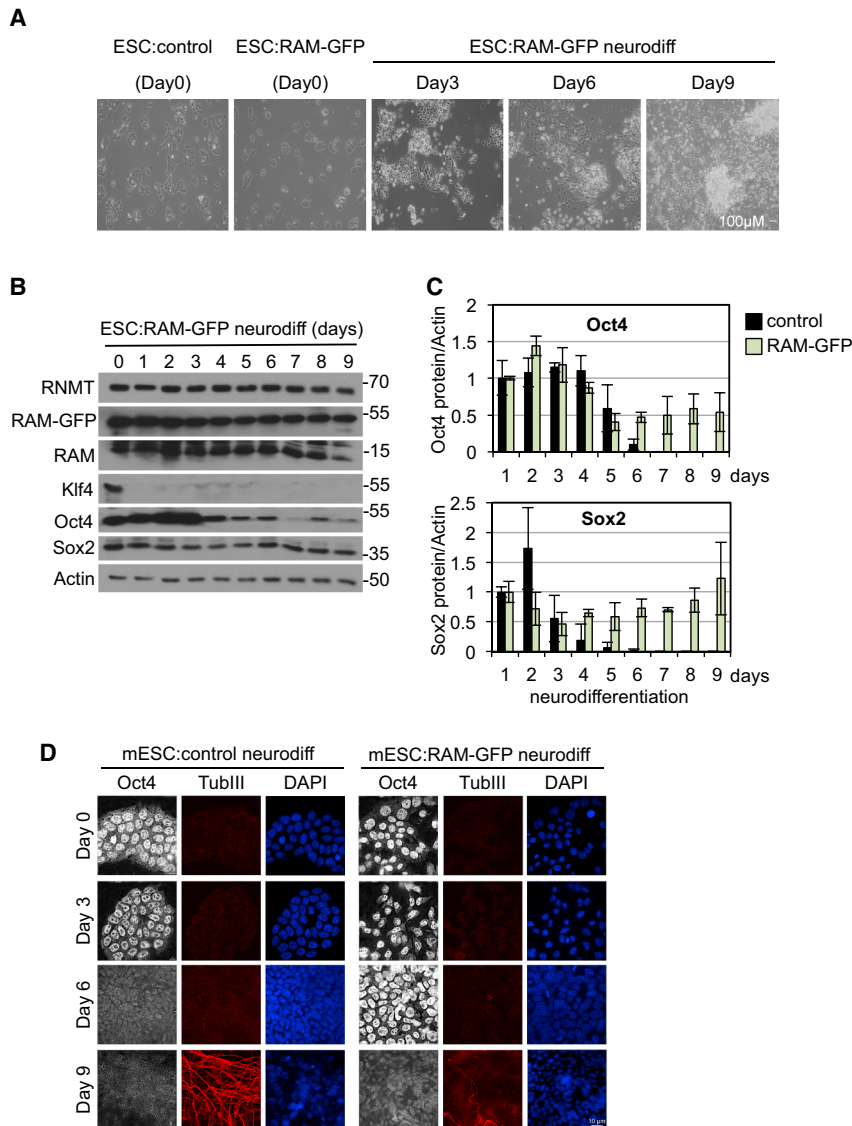 A
ESC:control
(Day0)
ESC:RAM-GFP
(Day0)
ESC:RAM-GFP neurodiff
Day3
Day6
Day9
100µM
B
ESC:RAM-GFP neurodiff (days)
0 1 2 3 4 5 6 7 8 9
RNMT -70
RAM-GFP -55
RAM -15
Klf4 -55
Oct4 -55
Sox2 -35
Actin -50
C
Oct4
control
RAM-GFP
Oct4 protein/Actin
2
1.5
1
0.5
0
1 2 3 4 5 6 7 8 9 days
Sox2
Sox2 protein/Actin
2.5
2
1.5
1
0.5
0
1 2 3 4 5 6 7 8 9 days
neurodifferentiation
D
mESC:control neurodiff
mESC:RAM-GFP neurodiff
Oct4 TubIII DAPI Oct4 TubIII DAPI
Day 0
Day 3
Day 6
Day 9
10 µm